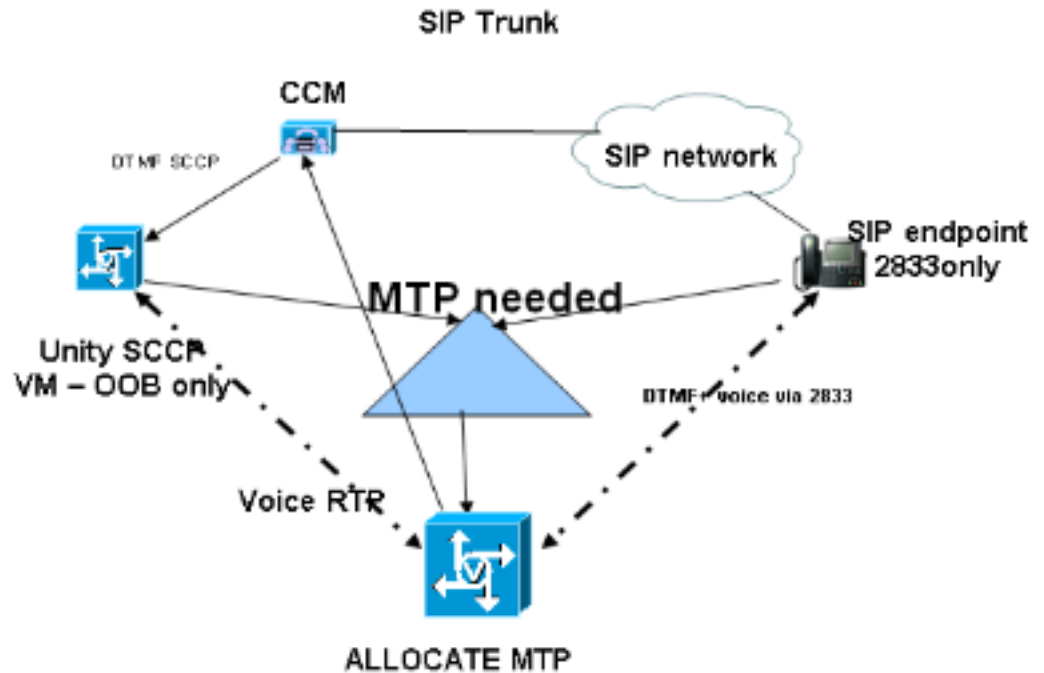 SIP Trunk
CCM
DTMF SCCP
SIP network
SIP endpoint
2833only
MTP needed
Unity SCCP
VM – OOB only
DTMF+ voice via 2833
Voice RTP
V
ALLOCATE MTP